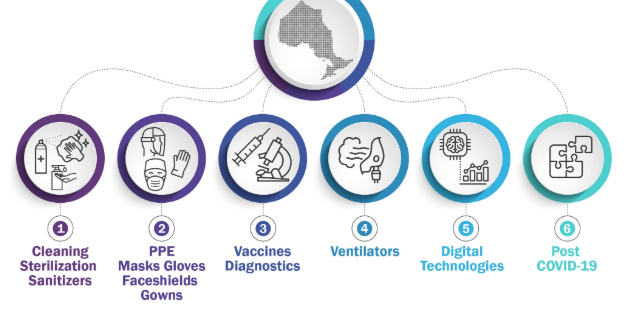 1
Cleaning
Sterilization
Sanitizers
2
PPE
Masks Gloves
Faceshields
Gowns
3
Vaccines
Diagnostics
4
Ventilators
5
Digital
Technologies
6
Post
COVID-19